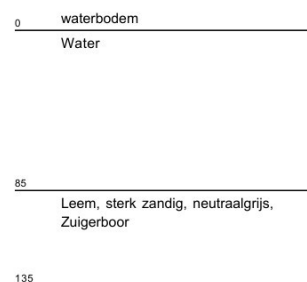 waterbodem
0
Water
85
Leem, sterk zandig, neutraalgrijs,
Zuigerboor
135